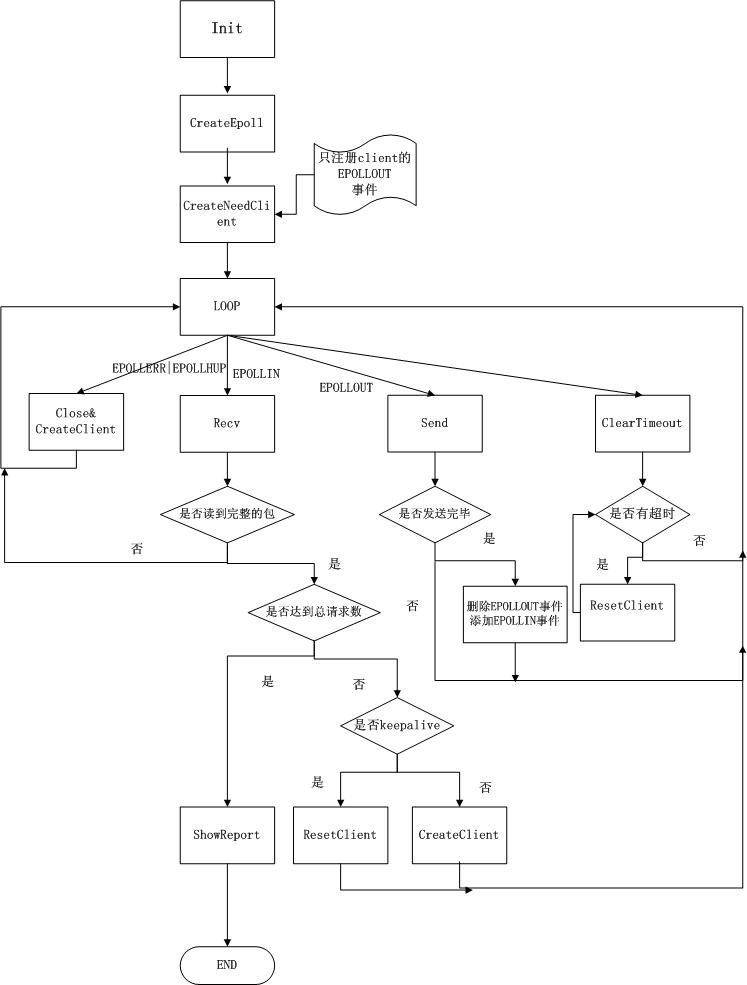 Init
CreateEpoll
只注册client的
EPOLLOUT
事件
CreateNeedCli
ent
LOOP
EPOLLERR|EPOLLHUP
EPOLLIN
EPOLLOUT
Close&
CreateClient
Recv
Send
ClearTimeout
是否读到完整的包
是否发送完毕
是否有超时
否
是
是
否
是
是否达到总请求数
否
删除EPOLLOUT事件
添加EPOLLIN事件
ResetClient
是
否
是否keepalive
是
否
ShowReport
ResetClient
CreateClient
END